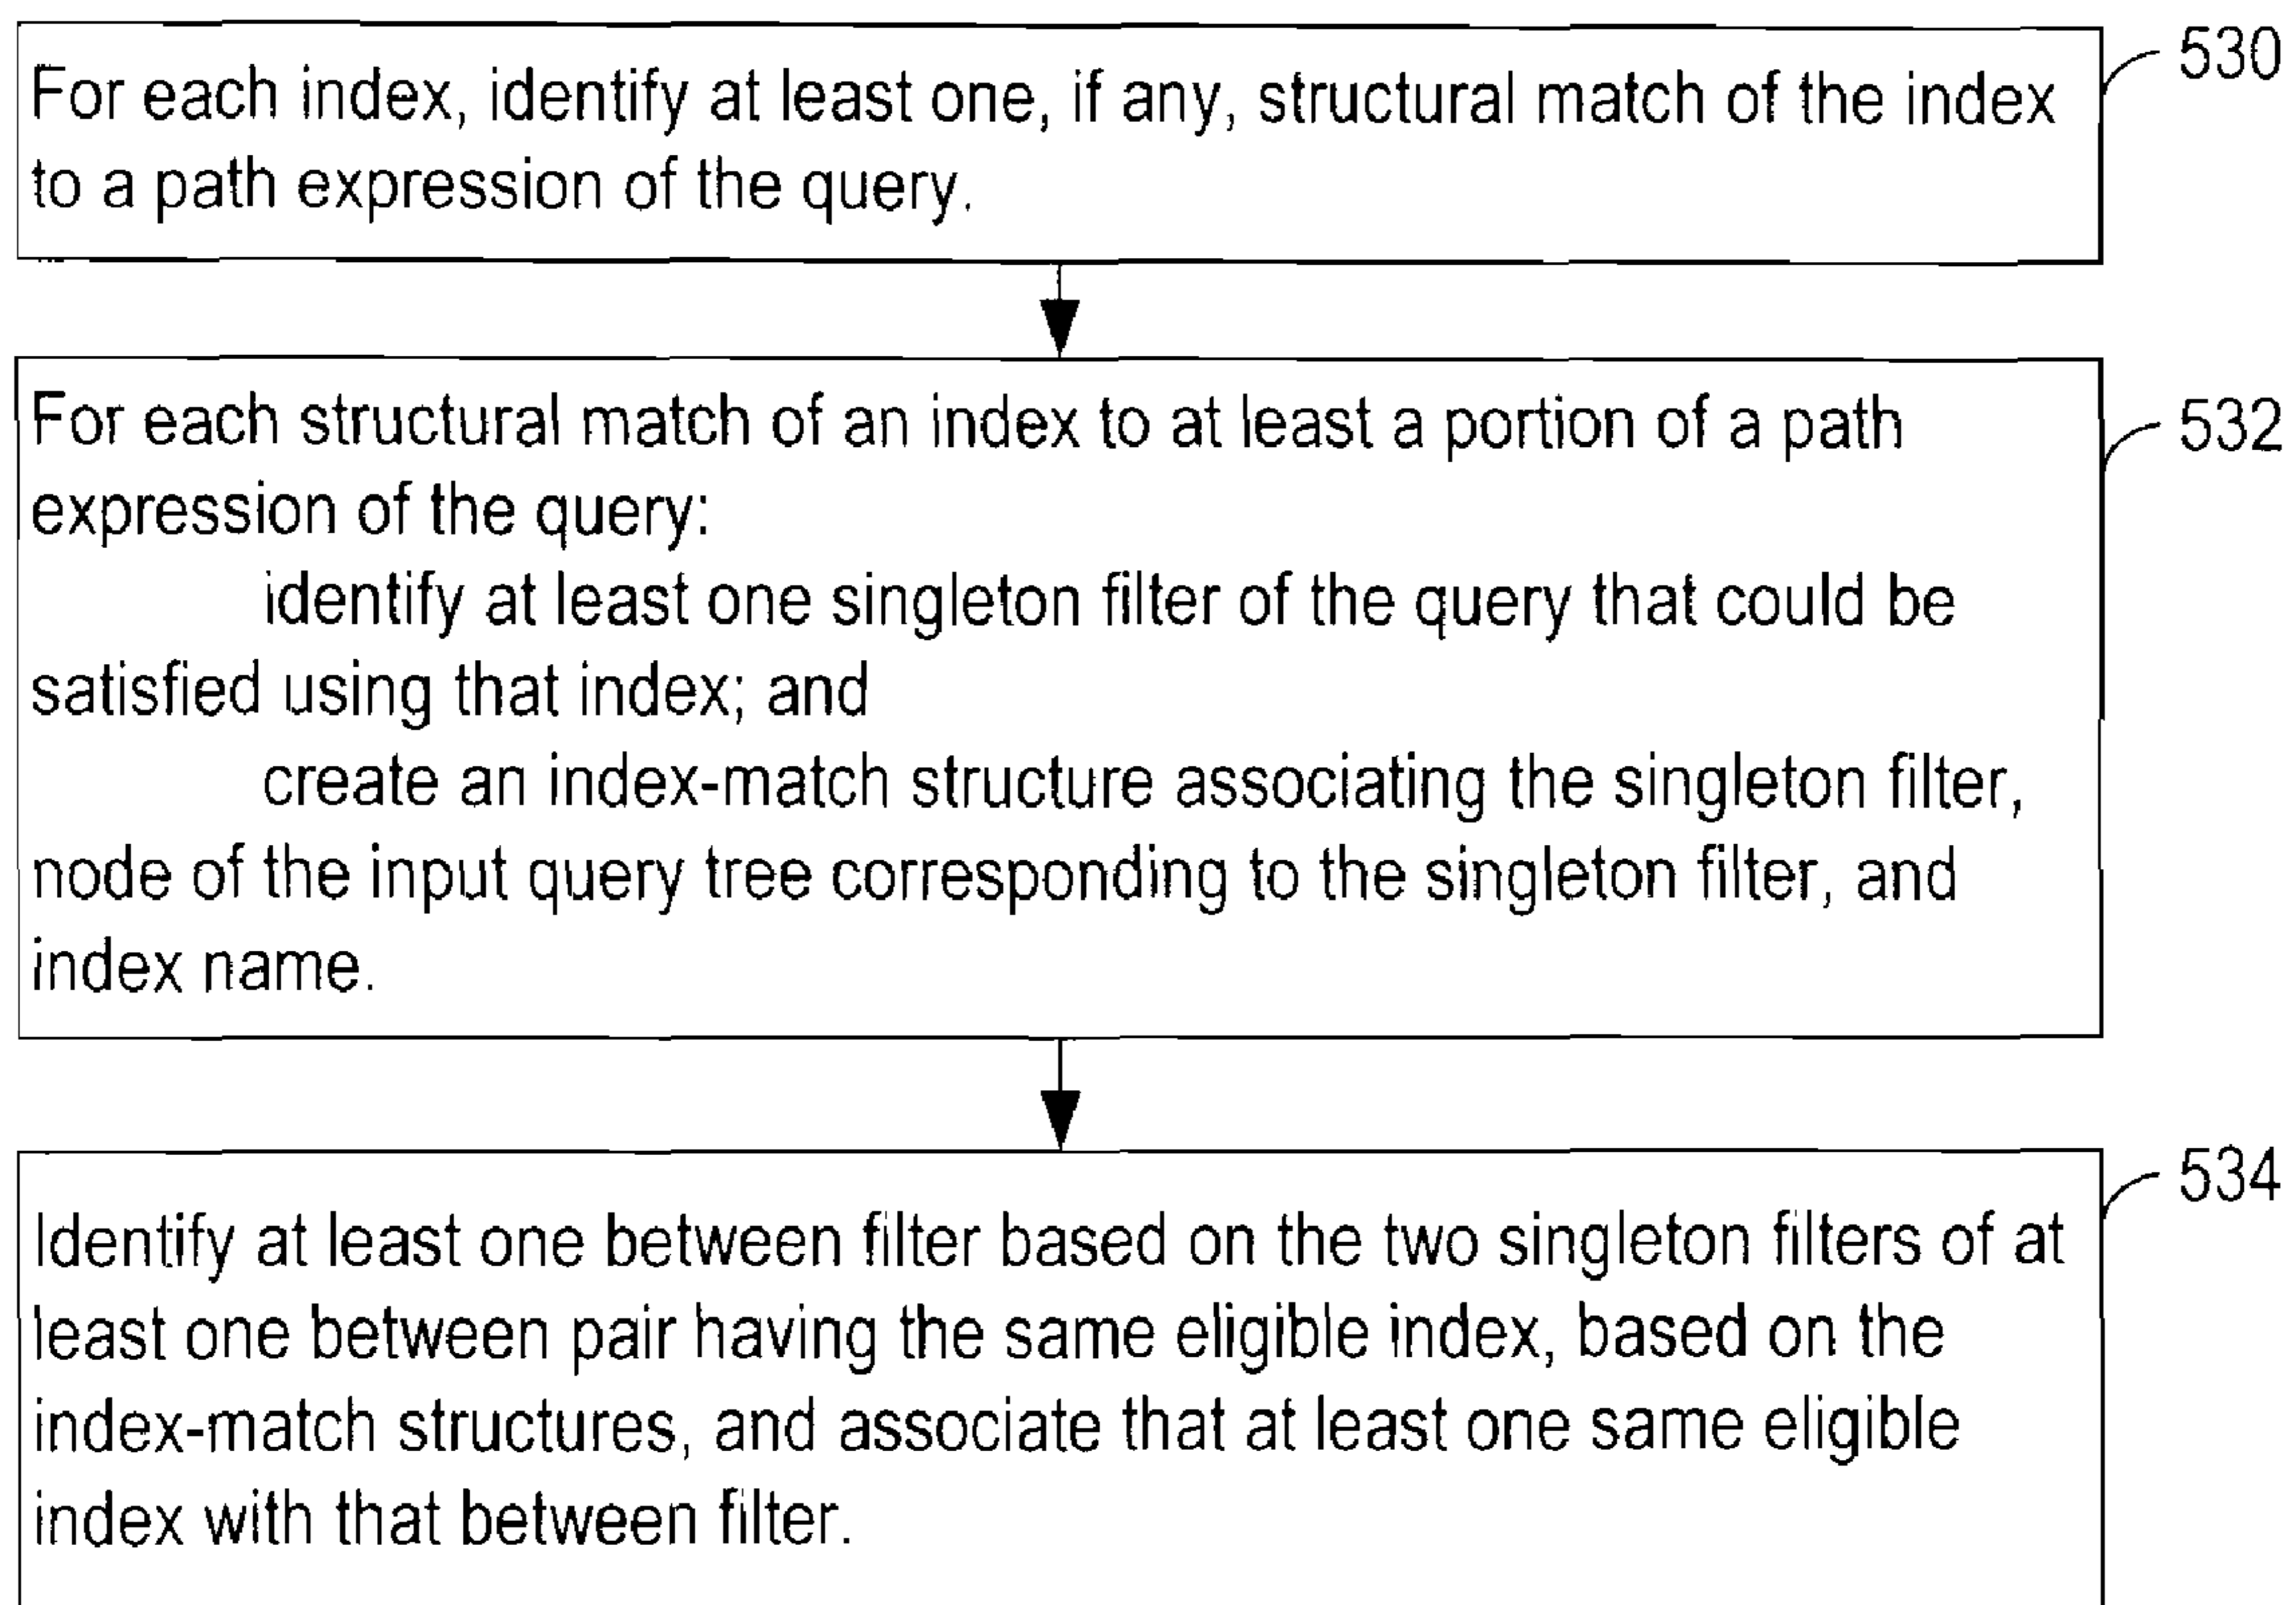 For each index, identify at least one, if any, structural match of the index
to a path expression of the query.
530
For each structural match of an index to at least a portion of a path
expression of the query:
identify at least one singleton filter of the query that could be
satisfied using that index; and
create an index-match structure associating the singleton filter,
node of the input query tree corresponding to the singleton filter, and
index name.
532
Identify at least one between filter based on the two singleton filters of at
least one between pair having the same eligible index, based on the
index-match structures, and associate that at least one same eligible
index with that between filter.
534